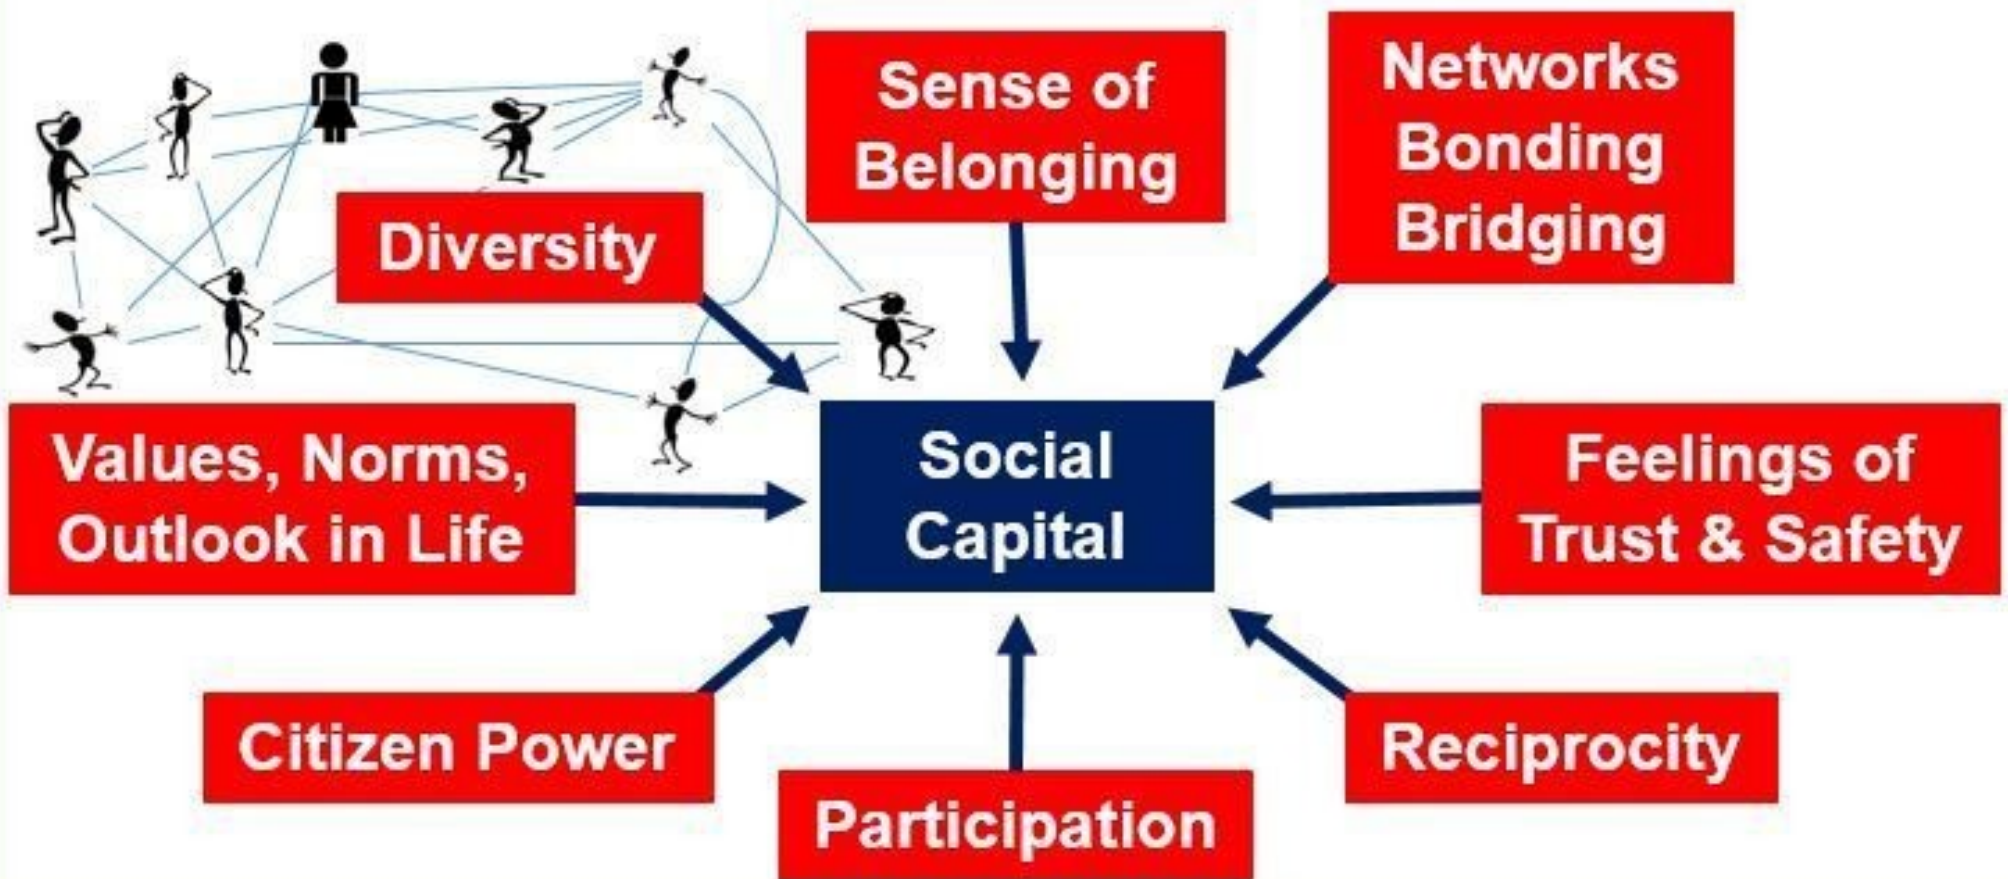 Sense of
Belonging
Networks
Bonding
Bridging
Diversity
Values, Norms,
Outlook in Life
Social
Capital
Feelings of
Trust & Safety
Citizen Power
Participation
Reciprocity